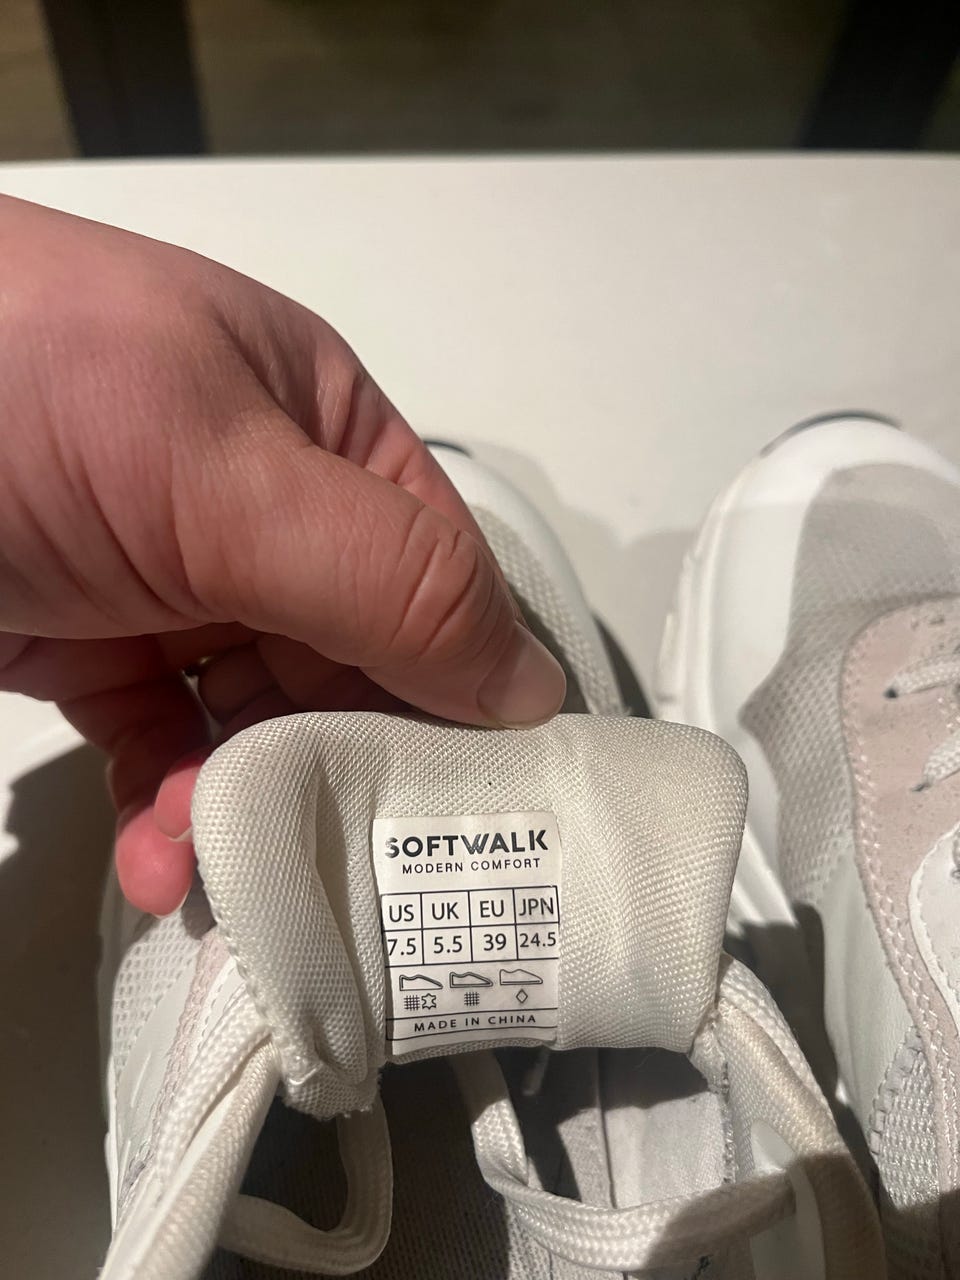 SOFTWALK
MODERN COMFORT
US UK EU JPN
7.5 5.5 39 24.5
MADE IN CHINA